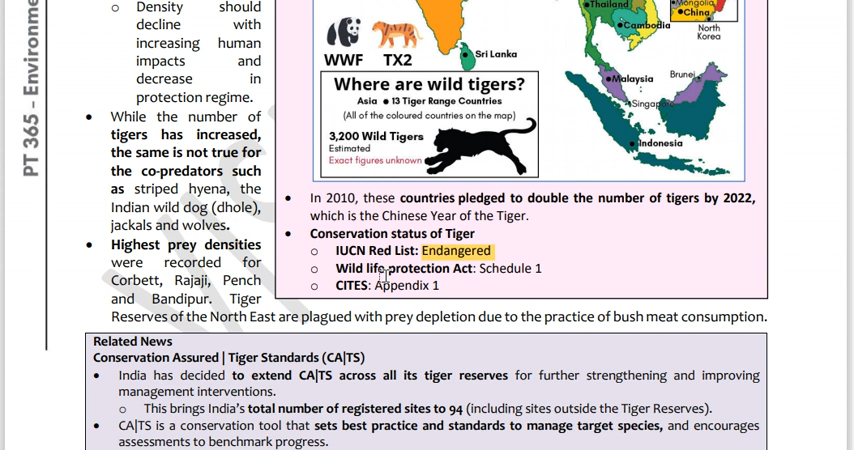 PT 365 – Environme
o Density should
decline with
increasing human
impacts and
decrease in
protection regime.
• While the number of
tigers has increased,
the same is not true for
the co-predators such
as striped hyena, the
Indian wild dog (dhole),
jackals and wolves.
• Highest prey densities
were recorded for
Corbett, Rajaji, Pench
and Bandipur. Tiger
Reserves of the North East are plagued with prey depletion due to the practice of bush meat consumption.
WWF TX2
Sri Lanka
Thailand
Cambodia
Mongolia
China
North
Korea
Malaysia
Brunei
Singapore
Indonesia
Where are wild tigers?
Asia ● 13 Tiger Range Countries
(All of the coloured countries on the map)
3,200 Wild Tigers
Estimated
Exact figures unknown
• In 2010, these countries pledged to double the number of tigers by 2022,
which is the Chinese Year of the Tiger.
• Conservation status of Tiger
o IUCN Red List: Endangered
o Wild life protection Act: Schedule 1
o CITES: Appendix 1
Related News
Conservation Assured | Tiger Standards (CA|TS)
• India has decided to extend CA|TS across all its tiger reserves for further strengthening and improving
management interventions.
o This brings India's total number of registered sites to 94 (including sites outside the Tiger Reserves).
• CA|TS is a conservation tool that sets best practice and standards to manage target species, and encourages
assessments to benchmark progress.